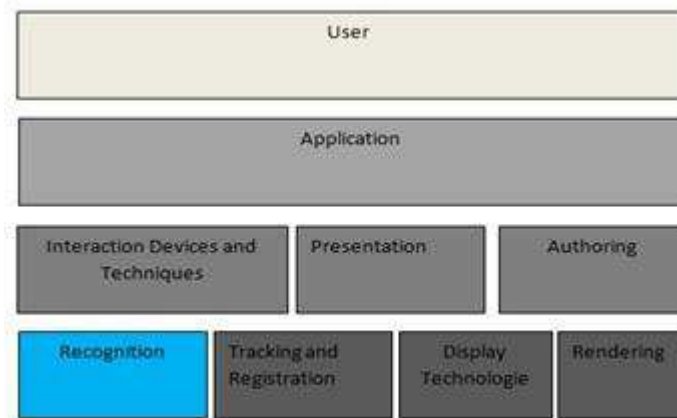 User
Application
Interaction Devices and
Techniques
Presentation
Authoring
Recognition
Tracking and
Registration
Display
Technologie
Rendering